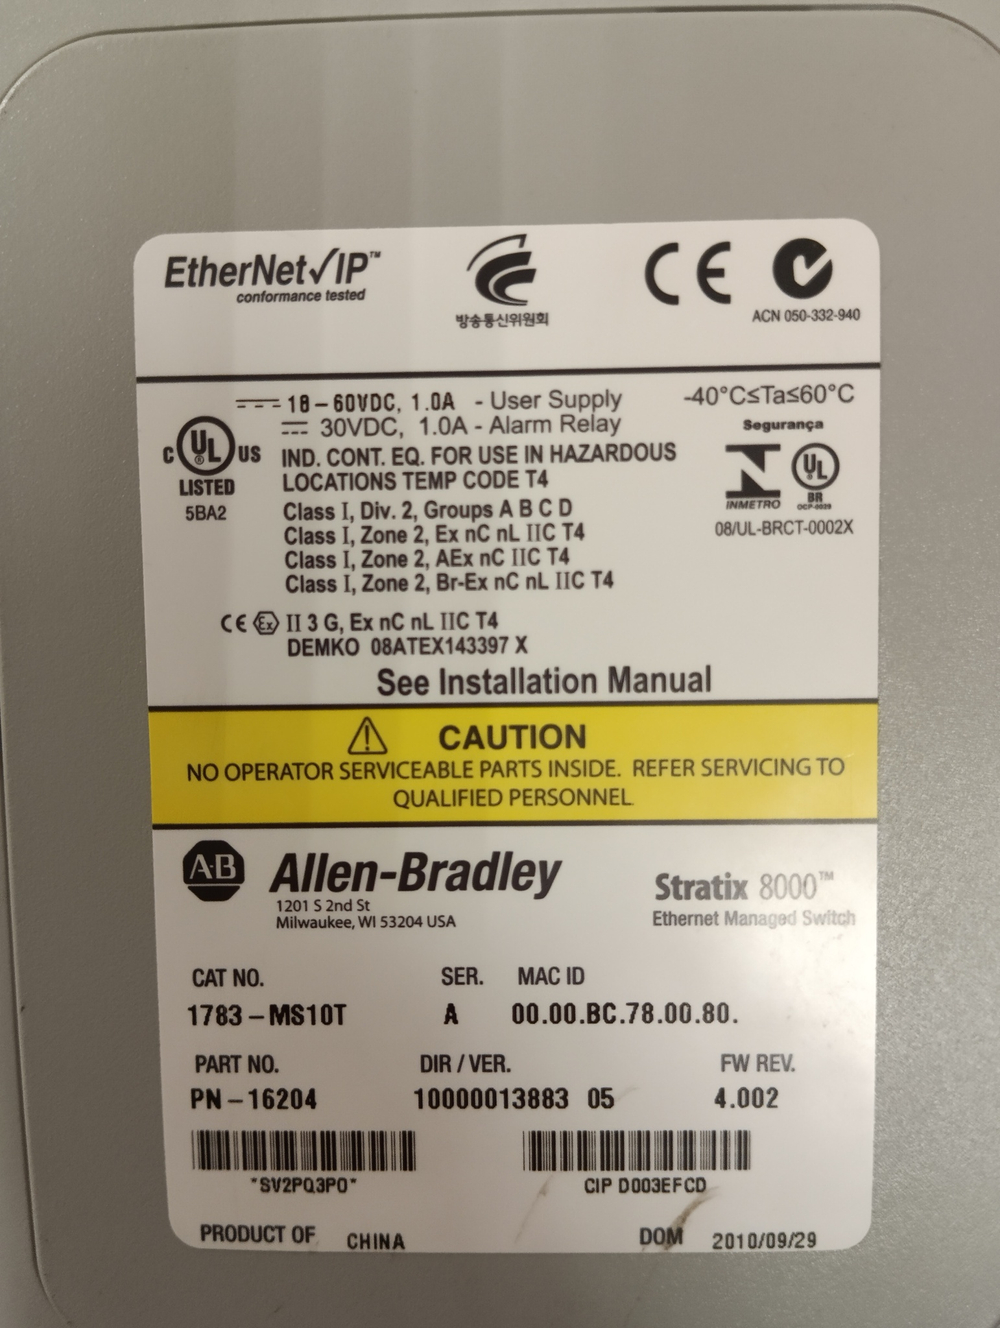 EtherNet✓IP™
conformance tested
방송통신위원회
CE
ACN 050-332-940
18-60VDC, 1.0A - User Supply
30VDC, 1.0A - Alarm Relay
-40°C≤Ta≤60°C
C UL® US
LISTED
5BA2
IND. CONT. EQ. FOR USE IN HAZARDOUS
LOCATIONS TEMP CODE T4
Class I, Div. 2, Groups A B C D
Class I, Zone 2, Ex nC nL IIC T4
Class I, Zone 2, AEx nC IIC T4
Class I, Zone 2, Br-Ex nC nL IIC T4
Segurança
INMETRO
UL
BR
OCP-0029
08/UL-BRCT-0002X
CE Ex II 3 G, Ex nC nL IIC T4
DEMKO 08ATEX143397 X
See Installation Manual
CAUTION
NO OPERATOR SERVICEABLE PARTS INSIDE. REFER SERVICING TO
QUALIFIED PERSONNEL
A-B Allen-Bradley
1201 S 2nd St
Milwaukee, WI 53204 USA
Stratix 8000™
Ethernet Managed Switch
CAT NO. SER. MAC ID
1783-MS10T A 00.00.BC.78.00.80.
PART NO. DIR / VER. FW REV.
PN-16204 10000013883 05 4.002
*SV2PQ3P0* CIP D003EFCD
PRODUCT OF CHINA DOM 2010/09/29